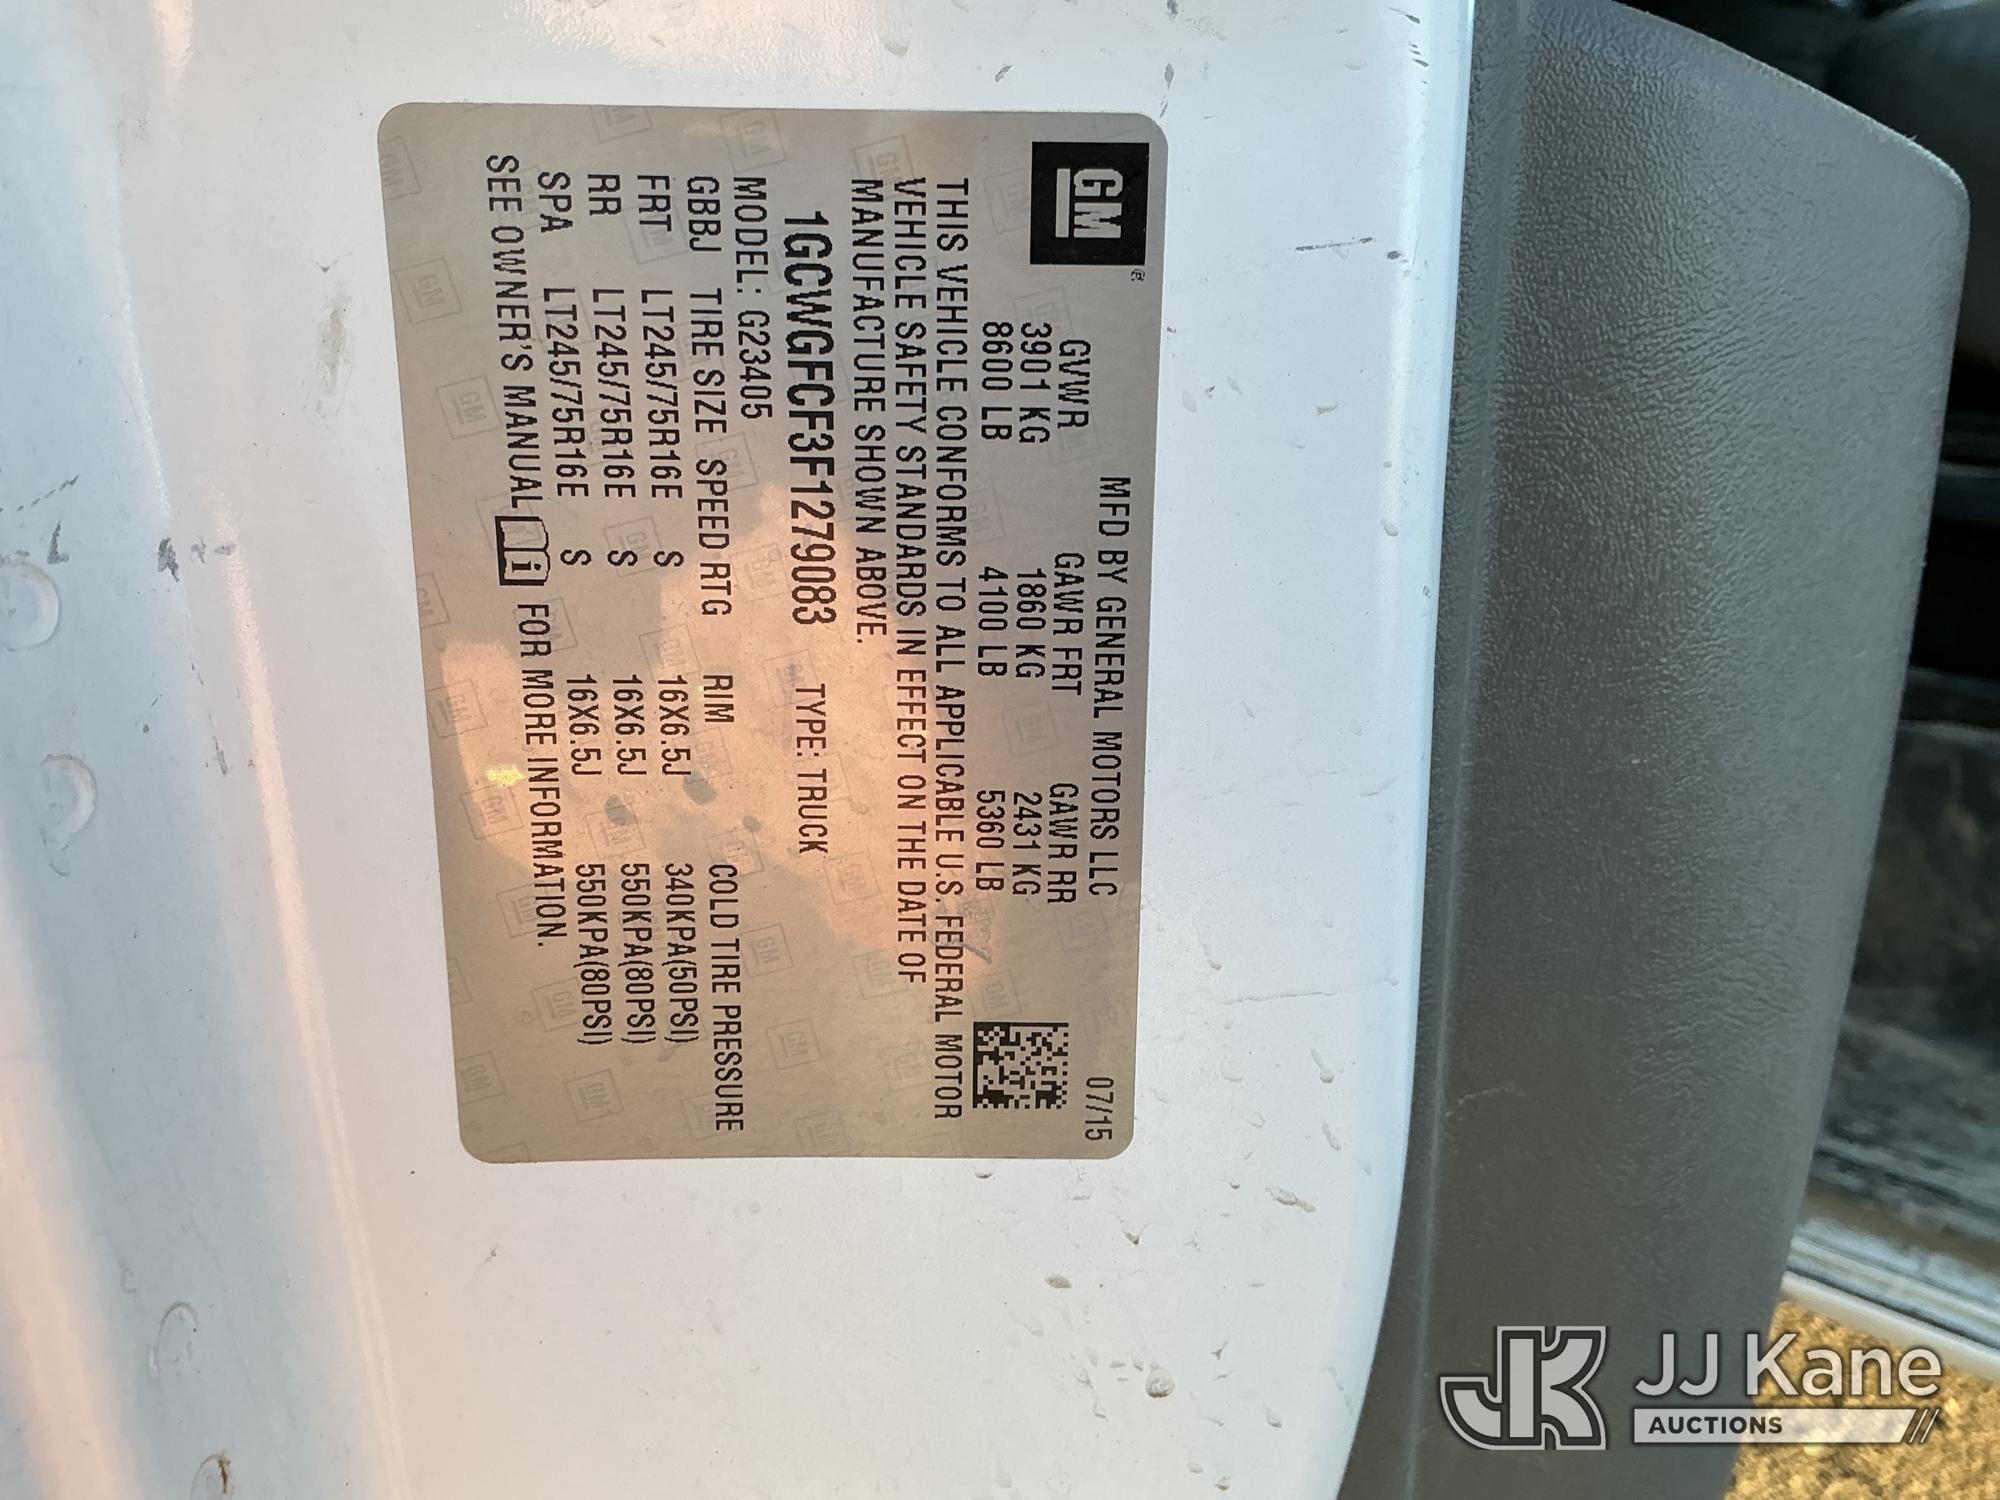 GM®
MFD BY GENERAL MOTORS LLC 07/15
GVWR GAWR FRT GAWR RR
3901 KG 1860 KG 2431 KG
8600 LB 4100 LB 5360 LB
THIS VEHICLE CONFORMS TO ALL APPLICABLE U.S. FEDERAL MOTOR
VEHICLE SAFETY STANDARDS IN EFFECT ON THE DATE OF
MANUFACTURE SHOWN ABOVE.
1GCWGFCF3F1279083 TYPE: TRUCK
MODEL: G23405
GBBJ TIRE SIZE SPEED RTG RIM COLD TIRE PRESSURE
FRT LT245/75R16E S 16X6.5J 340KPA(50PSI)
RR LT245/75R16E S 16X6.5J 550KPA(80PSI)
SPA LT245/75R16E S 16X6.5J 550KPA(80PSI)
SEE OWNER'S MANUAL i FOR MORE INFORMATION.
JK JJ Kane
AUCTIONS